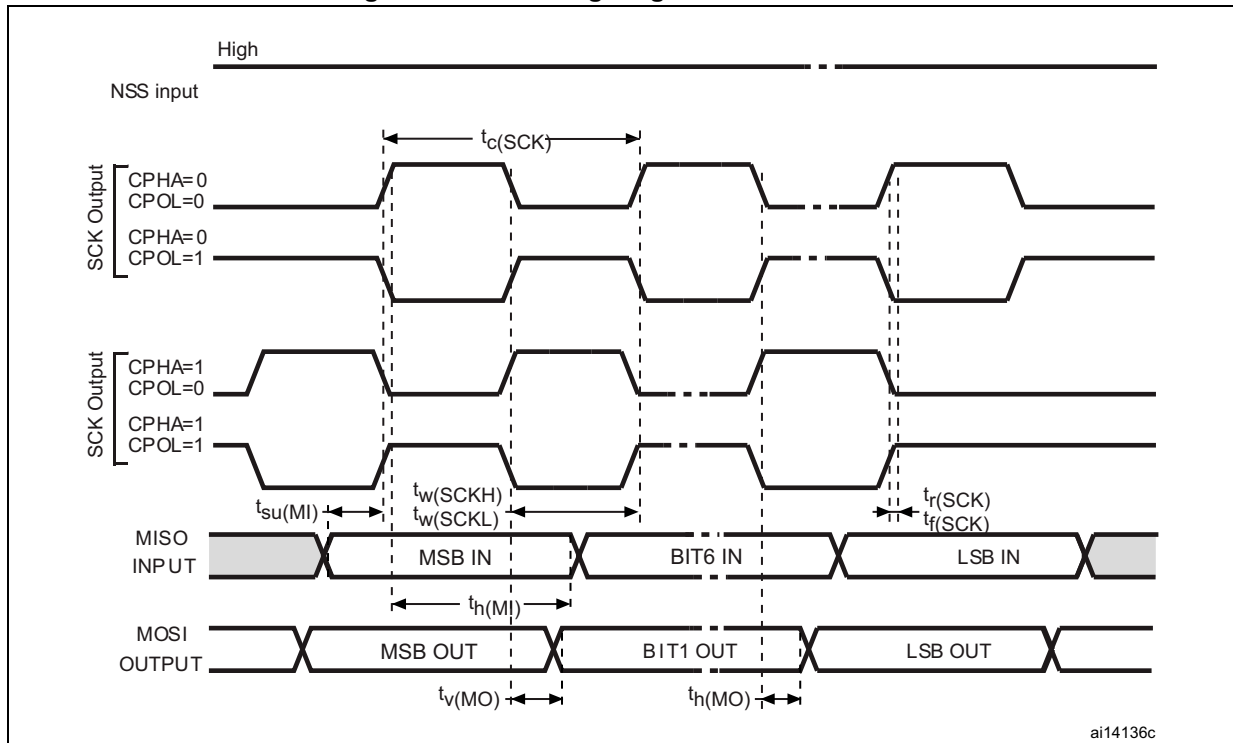 High
NSS input
tc(SCK)
SCK Output
CPHA=0
CPOL=0
CPHA=0
CPOL=1
SCK Output
CPHA=1
CPOL=0
CPHA=1
CPOL=1
tsu(MI)
tw(SCKH)
tw(SCKL)
tr(SCK)
tf(SCK)
MISO
INPUT
MSB IN
BIT6 IN
LSB IN
th(MI)
MOSI
OUTPUT
MSB OUT
BIT1 OUT
LSB OUT
tv(MO)
th(MO)
ai14136c